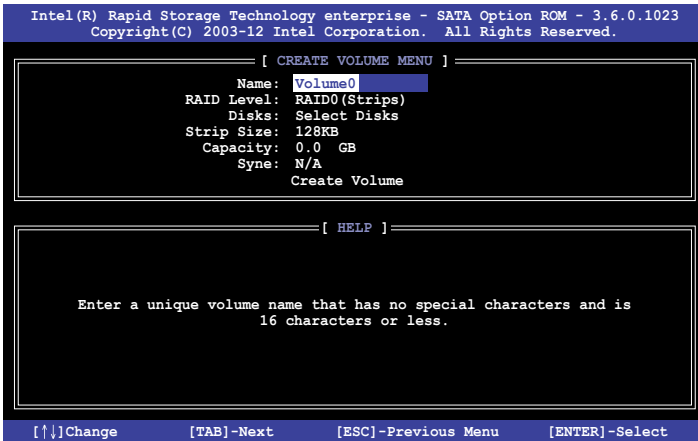 Intel(R) Rapid Storage Technology enterprise - SATA Option ROM - 3.6.0.1023
Copyright(C) 2003-12 Intel Corporation. All Rights Reserved.
[ CREATE VOLUME MENU ]
Name: Volume0
RAID Level: RAID0(Strips)
Disks: Select Disks
Strip Size: 128KB
Capacity: 0.0 GB
Syne: N/A
Create Volume
[ HELP ]
Enter a unique volume name that has no special characters and is
16 characters or less.
[↑↓]Change [TAB]-Next [ESC]-Previous Menu [ENTER]-Select